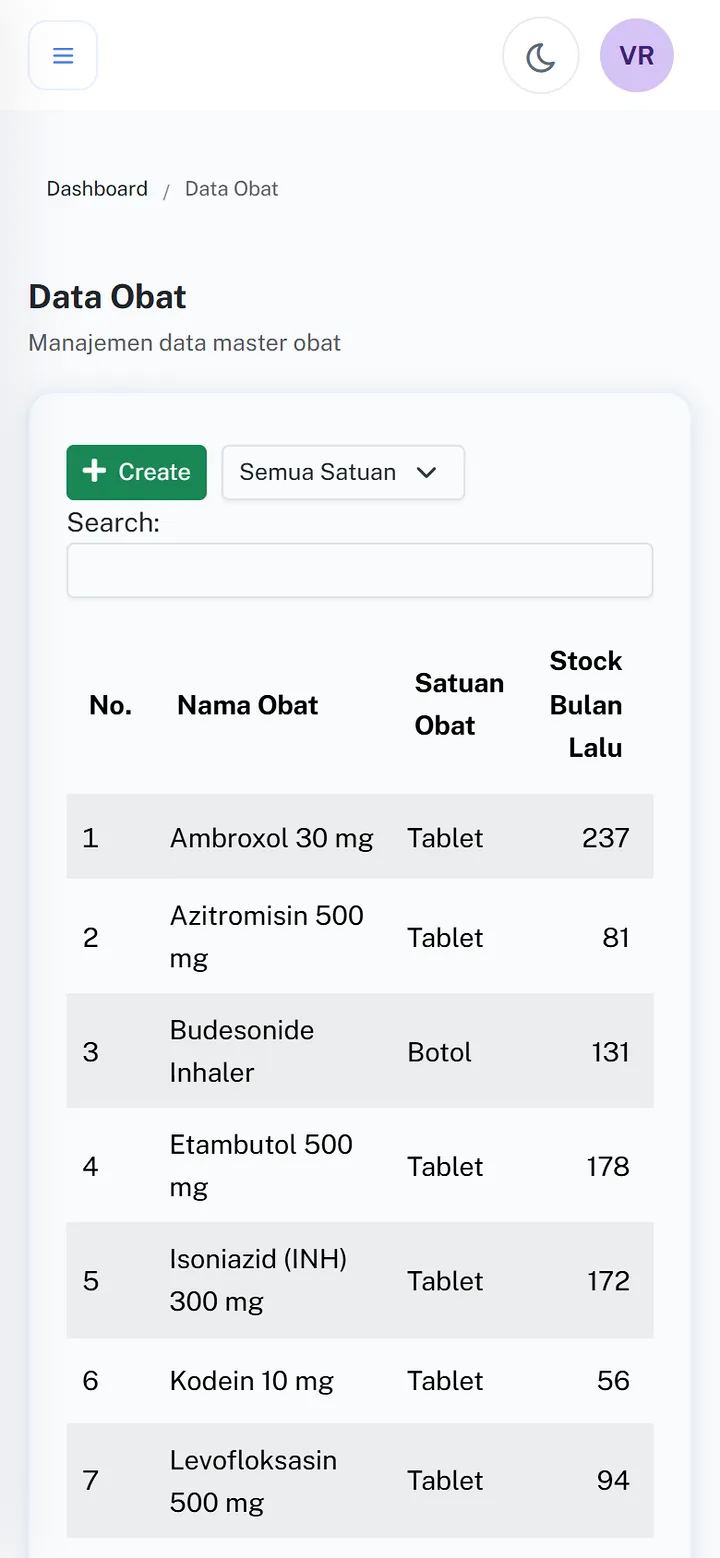 VR
Dashboard / Data Obat
Data Obat
Manajemen data master obat
Create Semua Satuan
Search:
No. Nama Obat Satuan Obat Stock Bulan Lalu
1 Ambroxol 30 mg Tablet 237
2 Azitromisin 500 mg Tablet 81
3 Budesonide Inhaler Botol 131
4 Etambutol 500 mg Tablet 178
5 Isoniazid (INH) 300 mg Tablet 172
6 Kodein 10 mg Tablet 56
7 Levofloksasin 500 mg Tablet 94